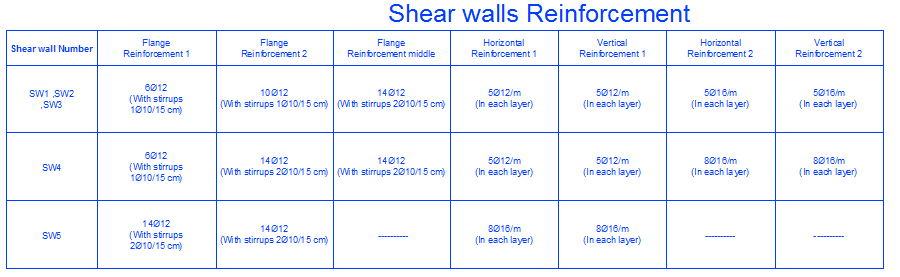 Shear walls Reinforcement
Shear wall Number
Flange
Reinforcement 1
Flange
Reinforcement 2
Flange
Reinforcement middle
Horizontal
Reinforcement 1
Vertical
Reinforcement 1
Horizontal
Reinforcement 2
Vertical
Reinforcement 2
SW1 ,SW2
,SW3
6Ø12
(With stirrups
1Ø10/15 cm)
10Ø12
(With stirrups 1Ø10/15 cm)
14Ø12
(With stirrups 2Ø10/15 cm)
5Ø12/m
(In each layer)
5Ø12/m
(In each layer)
5Ø16/m
(In each layer)
5Ø16/m
(In each layer)
SW4
6Ø12
(With stirrups
1Ø10/15 cm)
14Ø12
(With stirrups 2Ø10/15 cm)
14Ø12
(With stirrups 2Ø10/15 cm)
5Ø12/m
(In each layer)
5Ø12/m
(In each layer)
8Ø16/m
(In each layer)
8Ø16/m
(In each layer)
SW5
14Ø12
(With stirrups
2Ø10/15 cm)
14Ø12
(With stirrups 2Ø10/15 cm)
----------
8Ø16/m
(In each layer)
8Ø16/m
(In each layer)
----------
----------